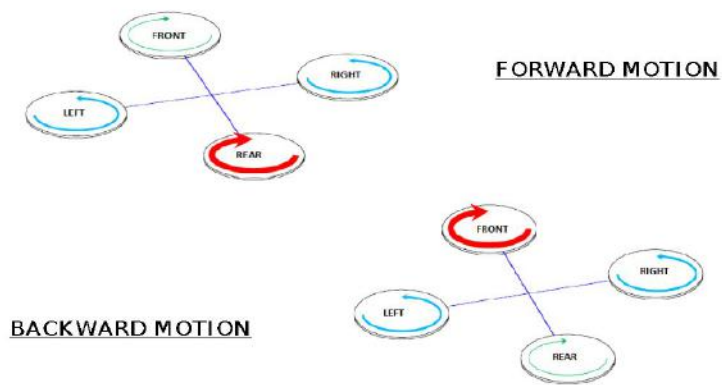 FRONT
RIGHT
FORWARD MOTION
LEFT
REAR
FRONT
RIGHT
LEFT
BACKWARD MOTION
REAR